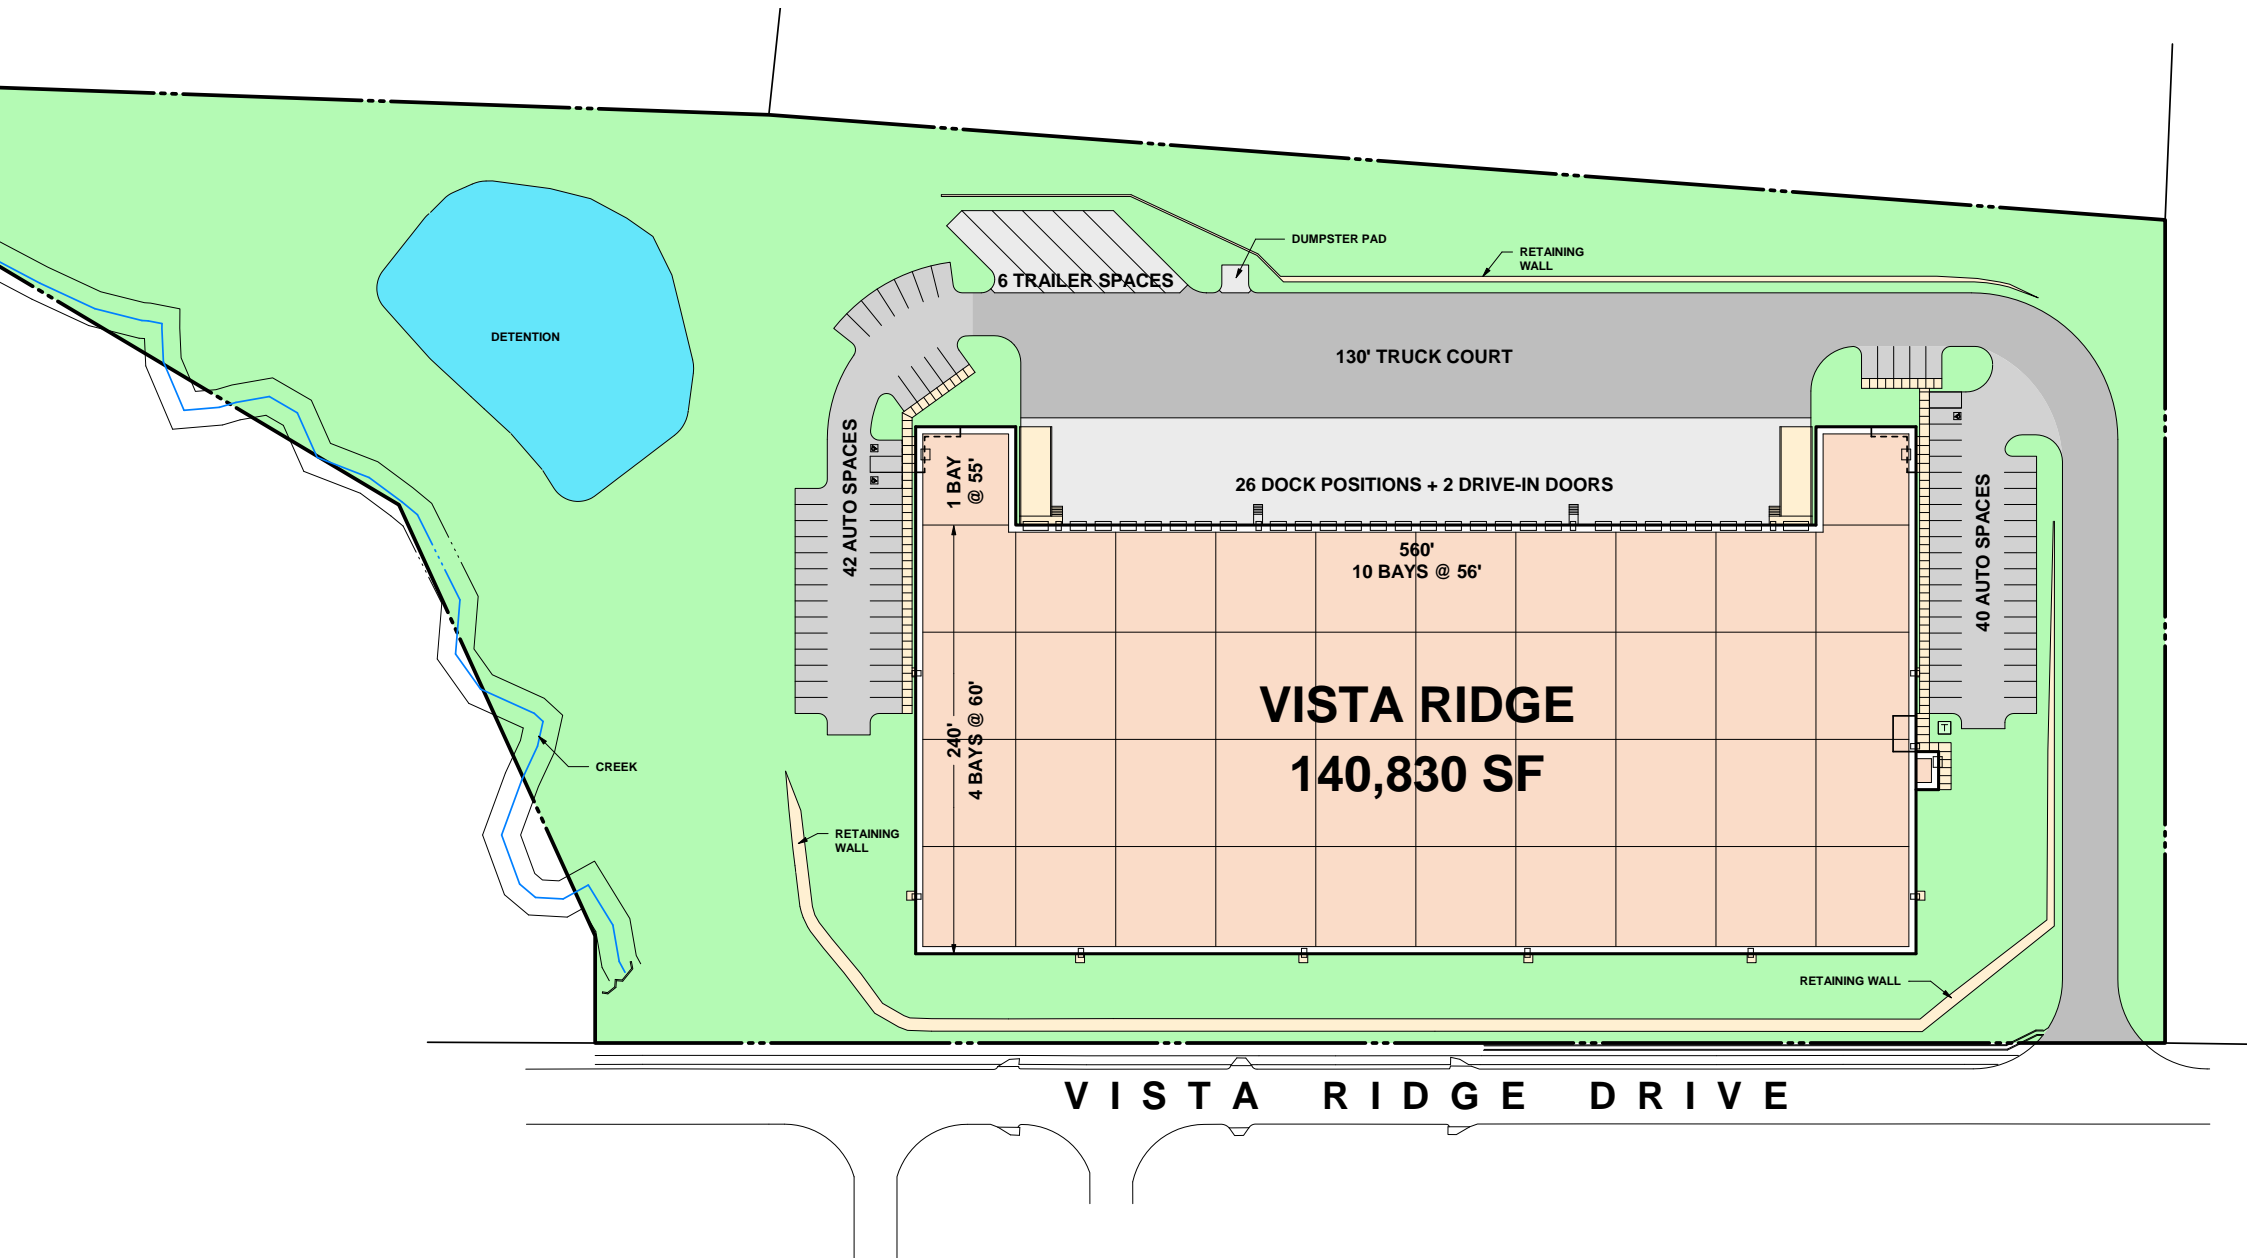 DUMPSTER PAD
RETAINING
WALL
6 TRAILER SPACES
DETENTION
130' TRUCK COURT
42 AUTO SPACES
1 BAY
@ 55'
26 DOCK POSITIONS + 2 DRIVE-IN DOORS
40 AUTO SPACES
560'
10 BAYS @ 56'
VISTA RIDGE
140,830 SF
240'
4 BAYS @ 60'
T
CREEK
RETAINING
WALL
RETAINING WALL
VISTA RIDGE DRIVE